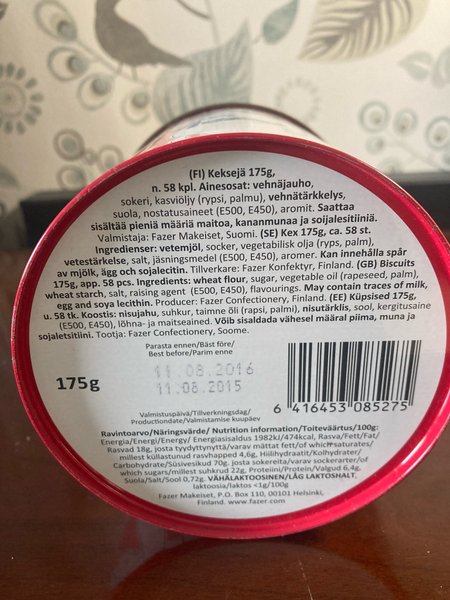 (FI) Keksejä 175g,
n. 58 kpl. Ainesosat: vehnäjauho,
sokeri, kasviöljy (rypsi, palmu), vehnätärkkelys,
suola, nostatusaineet (E500, E450), aromit. Saattaa
sisältää pieniä määriä maitoa, kananmunaa ja soijalesitiiniä.
Valmistaja: Fazer Makeiset, Suomi. (SE) Kex 175g, ca. 58 st.
Ingredienser: vetemjöl, socker, vegetabilisk olja (ryps, palm),
vetestärkelse, salt, jäsningsmedel (E500, E450), aromer. Kan innehålla spår
av mjölk, ägg och sojalecitin. Tillverkare: Fazer Konfektyr, Finland. (GB) Biscuits
175g, app. 58 pcs. Ingredients: wheat flour, sugar, vegetable oil (rapeseed, palm),
wheat starch, salt, raising agent (E500, E450), flavourings. May contain traces of milk,
egg and soya lecithin. Producer: Fazer Confectionery, Finland. (EE) Küpsised 175g,
u. 58 tk. Koostis: nisujahu, suhkur, taimne õli (rapsi, palmi), nisutärklis, sool, kergitusaine
(E500, E450), lõhna- ja maitseained. Võib sisaldada vähesel määral piima, muna ja
sojaletsitiini. Tootja: Fazer Confectionery, Soome.
Parasta ennen/Bäst före/
Best before/Parim enne
11.08.2016
11.08.2015
175g
Valmistuspäivä/Tillverkningsdag/
Productiondate/Valmistamise kuupäev
6 416453 085275
Ravintoarvo/Näringsvärde/ Nutrition information/Toiteväärtus/100g:
Energia/Energi/Energy/ Energiasisaldus 1982kJ/474kcal, Rasva/Fett/Fat/
Rasvad 18g, josta tyydyttynyttä/varav mättat fett/of which saturates/
millest küllastunud rasvhapped 4,6g, Hiilihydraatit/Kolhydrater/
Carbohydrate/Süsivesikud 70g, josta sokereita/varav sockerarter/of
which sugars/millest suhkrud 22g, Proteiini/Protein/Valgud 6,4g,
Suola/Salt/Sool 0,72g. VÄHÄLAKTOOSINEN/LÅG LAKTOSHALT,
laktoosia/laktos <1g/100g
Fazer Makeiset, P.O. Box 110, 00101 Helsinki,
Finland. www.fazer.com